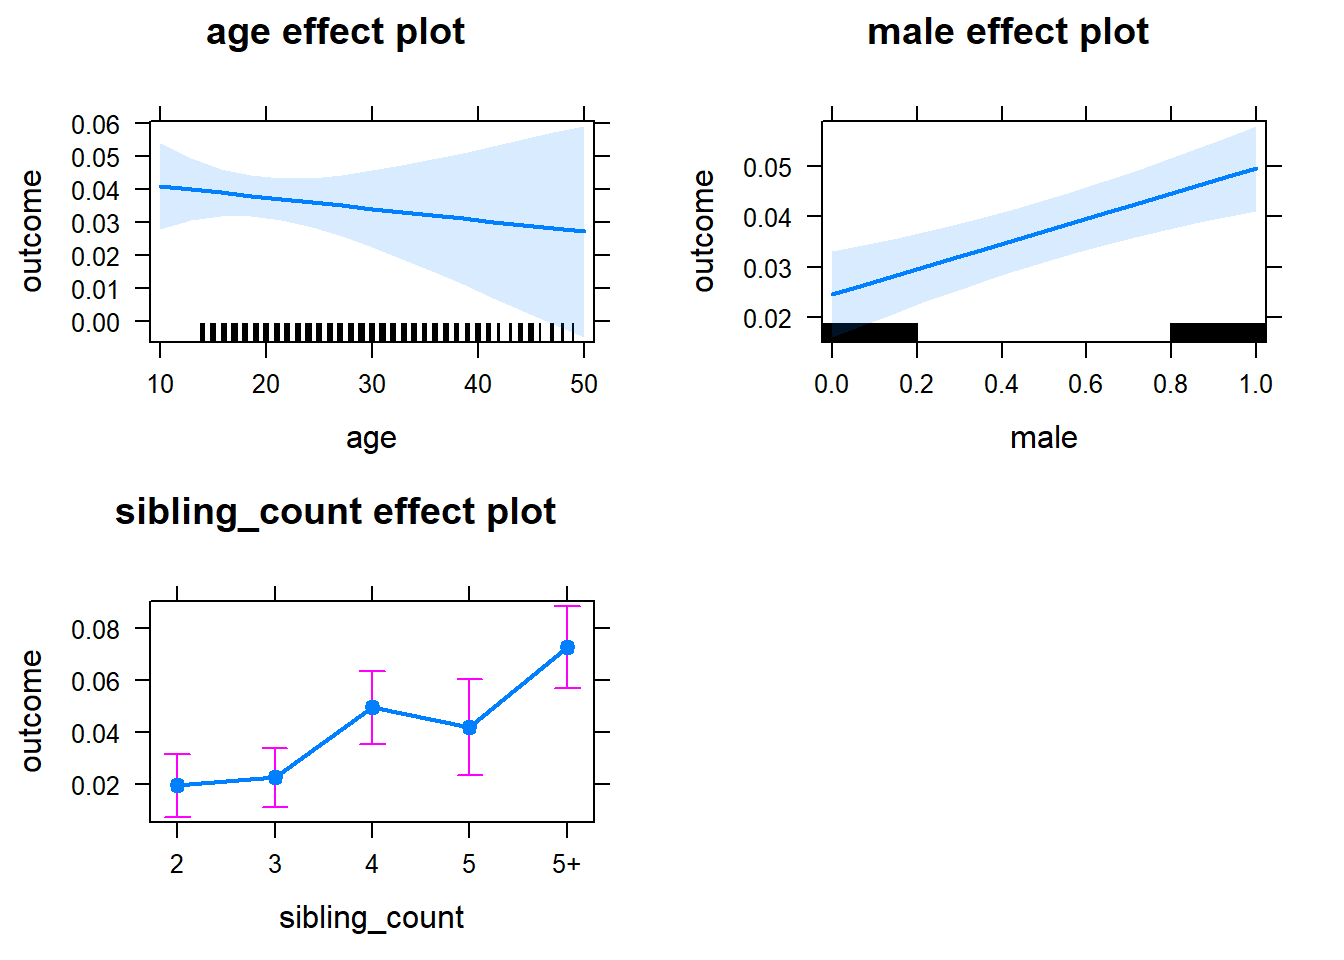 age effect plot
outcome
0.06
0.05
0.04
0.03
0.02
0.01
0.00
10 20 30 40 50
age
male effect plot
outcome
0.05
0.04
0.03
0.02
0.0 0.2 0.4 0.6 0.8 1.0
male
sibling_count effect plot
outcome
0.08
0.06
0.04
0.02
2 3 4 5 5+
sibling_count